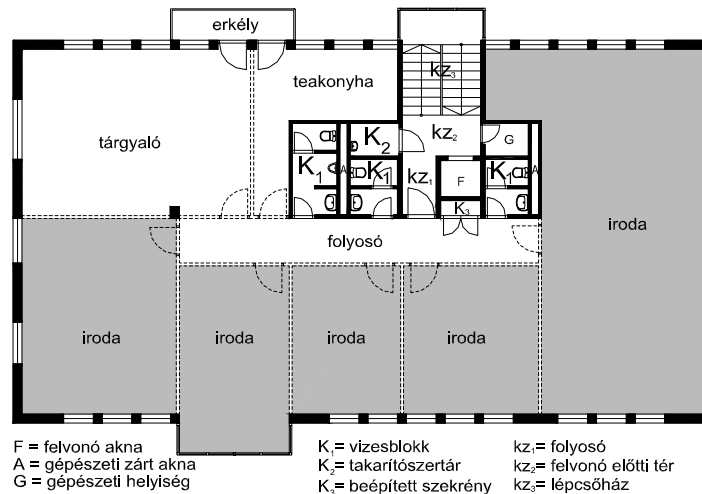 erkély
teakonyha
kz₃
tárgyaló
K₂
kz₂
G
A
K₁
K₁
kz₁
F
K₁
A
K₃
folyosó
iroda
iroda
iroda
iroda
iroda
F = felvonó akna
A = gépészeti zárt akna
G = gépészeti helyiség
K₁= vizesblokk
K₂= takarítószertár
K₃= beépített szekrény
kz₁= folyosó
kz₂= felvonó előtti tér
kz₃= lépcsőház